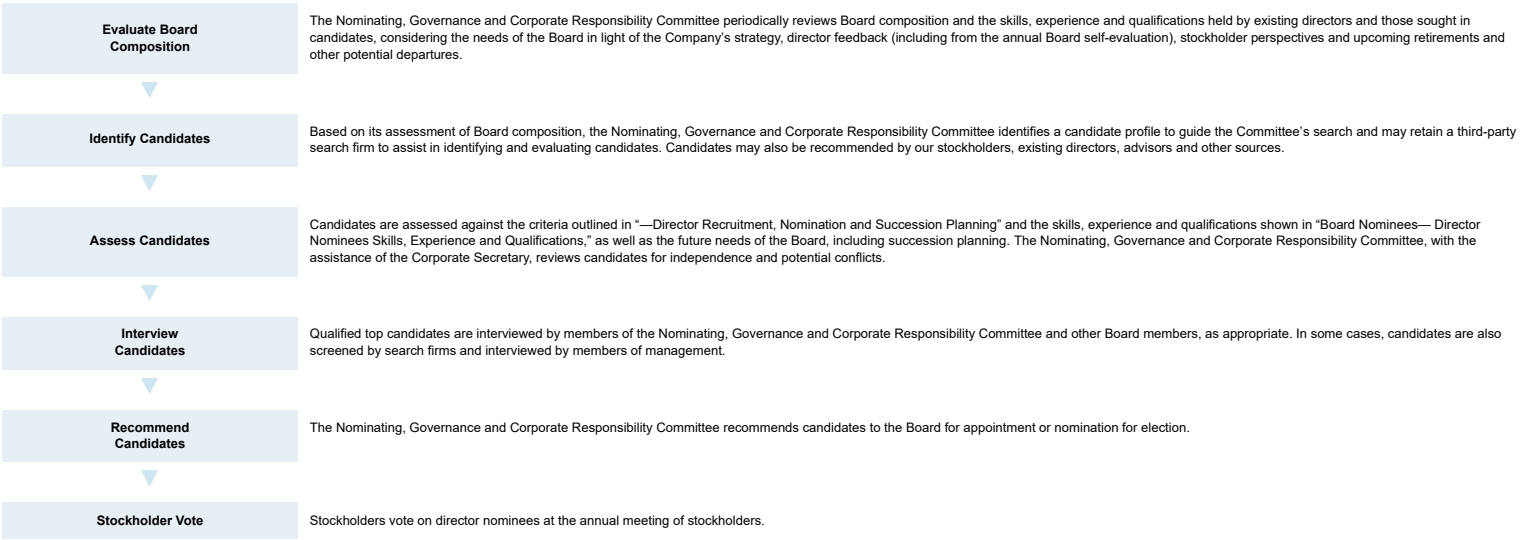 Evaluate Board
Composition
The Nominating, Governance and Corporate Responsibility Committee periodically reviews Board composition and the skills, experience and qualifications held by existing directors and those sought in
candidates, considering the needs of the Board in light of the Company’s strategy, director feedback (including from the annual Board self-evaluation), stockholder perspectives and upcoming retirements and
other potential departures.
Identify Candidates
Based on its assessment of Board composition, the Nominating, Governance and Corporate Responsibility Committee identifies a candidate profile to guide the Committee’s search and may retain a third-party
search firm to assist in identifying and evaluating candidates. Candidates may also be recommended by our stockholders, existing directors, advisors and other sources.
Assess Candidates
Candidates are assessed against the criteria outlined in “—Director Recruitment, Nomination and Succession Planning” and the skills, experience and qualifications shown in “Board Nominees— Director
Nominees Skills, Experience and Qualifications,” as well as the future needs of the Board, including succession planning. The Nominating, Governance and Corporate Responsibility Committee, with the
assistance of the Corporate Secretary, reviews candidates for independence and potential conflicts.
Interview
Candidates
Qualified top candidates are interviewed by members of the Nominating, Governance and Corporate Responsibility Committee and other Board members, as appropriate. In some cases, candidates are also
screened by search firms and interviewed by members of management.
Recommend
Candidates
The Nominating, Governance and Corporate Responsibility Committee recommends candidates to the Board for appointment or nomination for election.
Stockholder Vote
Stockholders vote on director nominees at the annual meeting of stockholders.